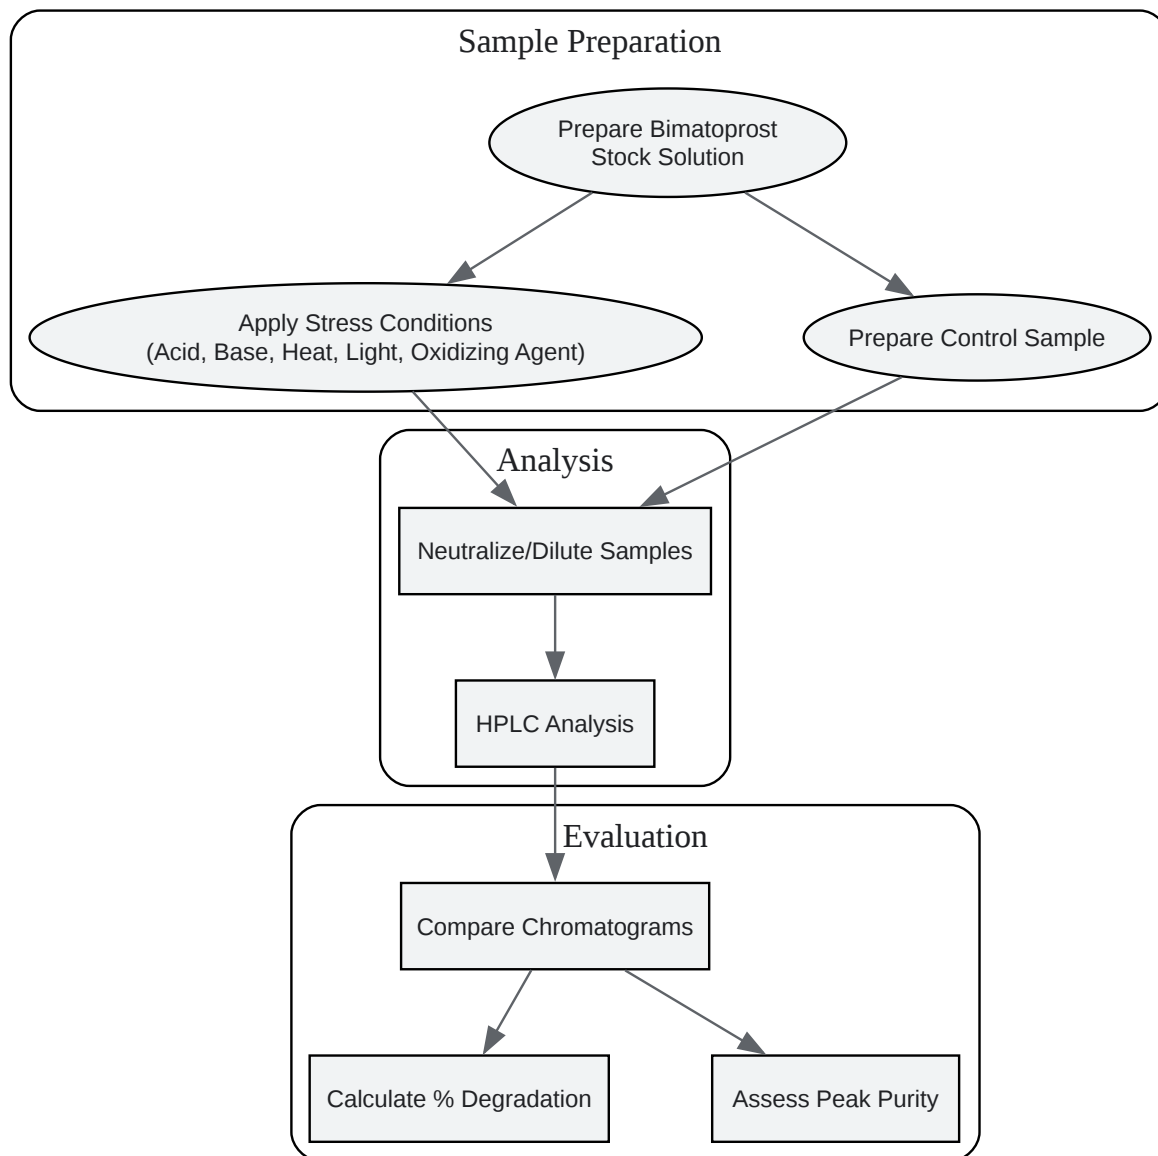 Sample Preparation
Prepare Bimatoprost
Stock Solution
Apply Stress Conditions
(Acid, Base, Heat, Light, Oxidizing Agent)
Prepare Control Sample
Analysis
Neutralize/Dilute Samples
HPLC Analysis
Evaluation
Compare Chromatograms
Calculate % Degradation
Assess Peak Purity